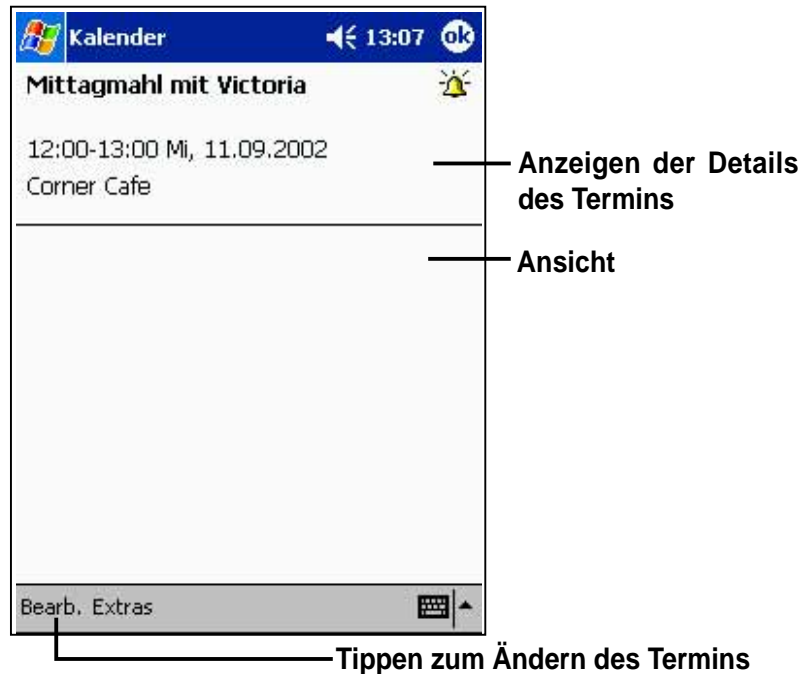 Kalender 13:07 ok
Mittagmahl mit Victoria
12:00-13:00 Mi, 11.09.2002
Corner Cafe
Anzeigen der Details
des Termins
Ansicht
Bearb. Extras
Tippen zum Ändern des Termins